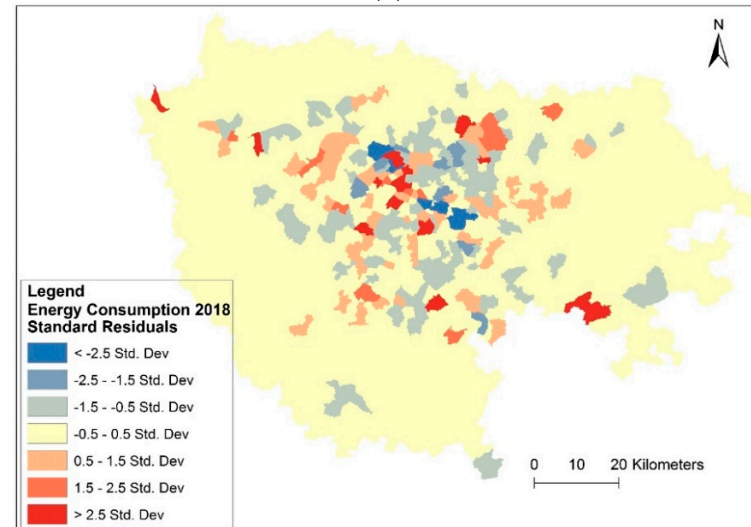 N
Legend
Energy Consumption 2018
Standard Residuals
< -2.5 Std. Dev
-2.5 - -1.5 Std. Dev
-1.5 - -0.5 Std. Dev
-0.5 - 0.5 Std. Dev
0.5 - 1.5 Std. Dev
1.5 - 2.5 Std. Dev
> 2.5 Std. Dev
0 10 20 Kilometers